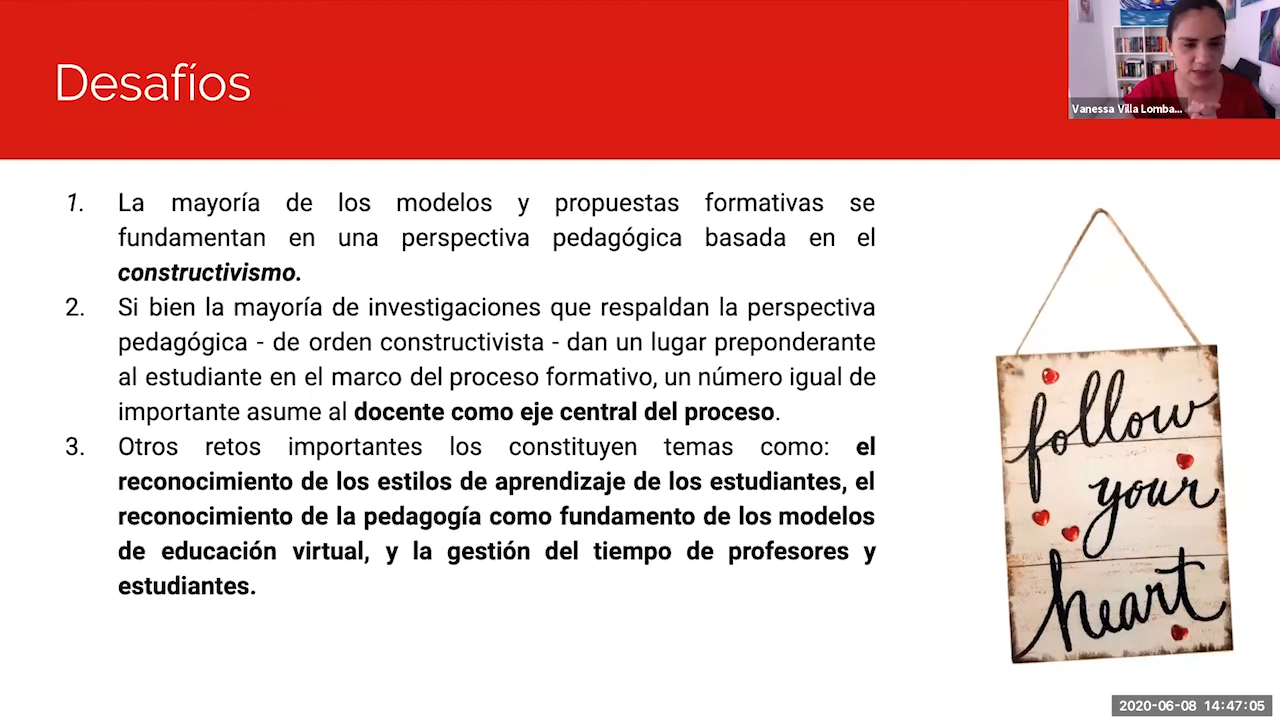 Desafíos
Vanessa Villa Lomba...
1. La mayoría de los modelos y propuestas formativas se
fundamentan en una perspectiva pedagógica basada en el
constructivismo.
2. Si bien la mayoría de investigaciones que respaldan la perspectiva
pedagógica - de orden constructivista - dan un lugar preponderante
al estudiante en el marco del proceso formativo, un número igual de
importante asume al docente como eje central del proceso.
3. Otros retos importantes los constituyen temas como: el
reconocimiento de los estilos de aprendizaje de los estudiantes, el
reconocimiento de la pedagogía como fundamento de los modelos
de educación virtual, y la gestión del tiempo de profesores y
estudiantes.
follow
your
heart
2020-06-08 14:47:05